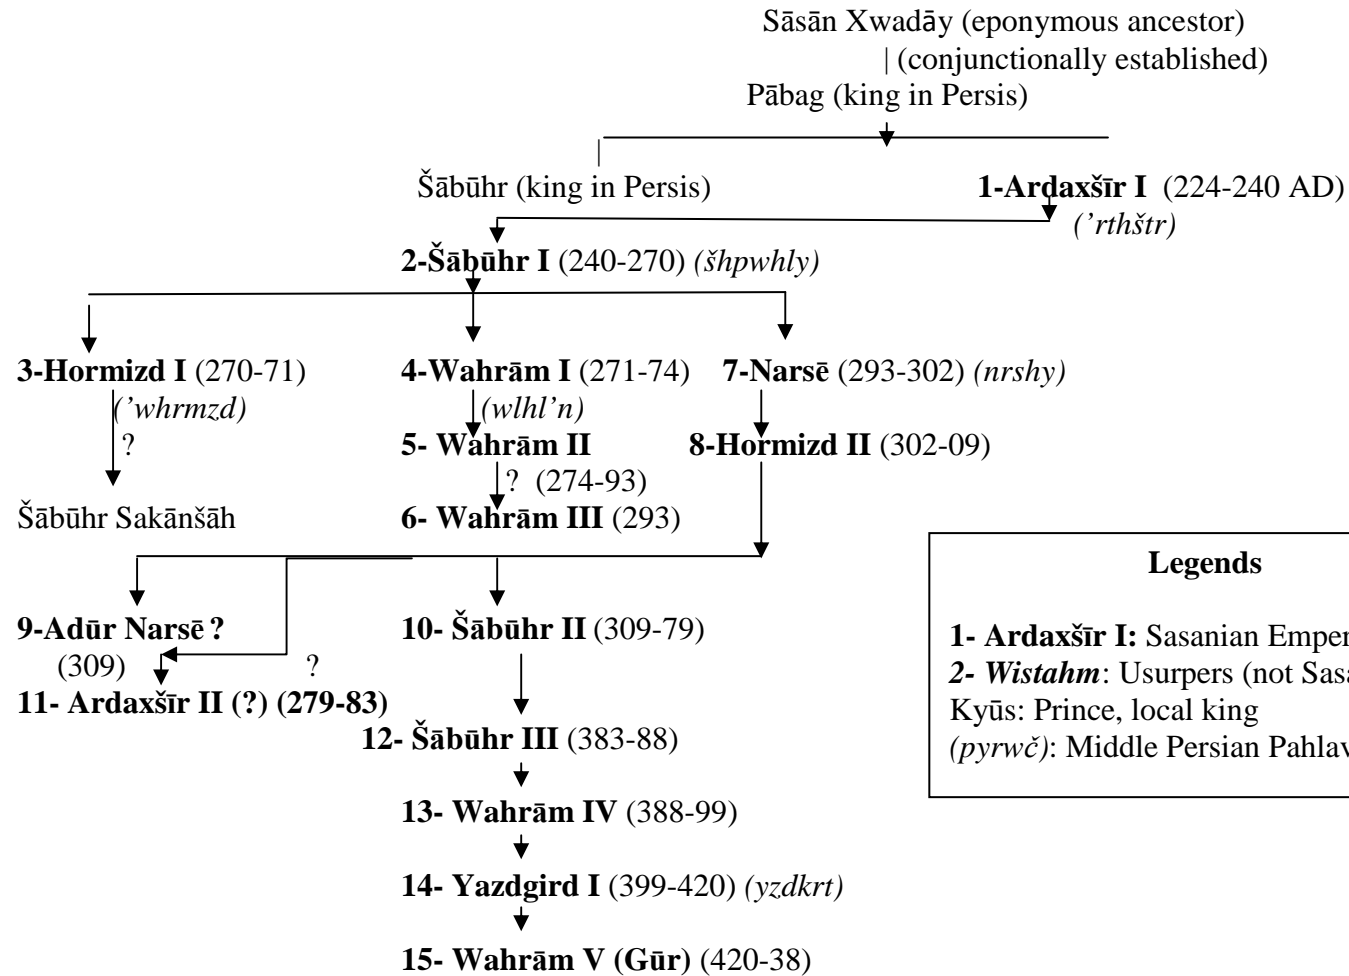 Sāsān Xwadāy (eponymous ancestor)
| (conjunctionally established)
Pābag (king in Persis)
Šābūhr (king in Persis)
1-Ardaxšīr I (224-240 AD)
(’rthštr)
2-Šābūhr I (240-270) (šhpwhly)
3-Hormizd I (270-71)
(’whrmzd)
?
Šābūhr Sakānšāh
4-Wahrām I (271-74)
(wlhl’n)
5- Wahrām II
? (274-93)
6- Wahrām III (293)
7-Narsē (293-302) (nrshy)
8-Hormizd II (302-09)
9-Adūr Narsē ?
(309)
?
11- Ardaxšīr II (?) (279-83)
10- Šābūhr II (309-79)
12- Šābūhr III (383-88)
13- Wahrām IV (388-99)
14- Yazdgird I (399-420) (yzdkrt)
15- Wahrām V (Gūr) (420-38)
Legends
1- Ardaxšīr I: Sasanian
2- Wistahm: Usurpers (not
Kyūs: Prince, local king
(pyrwč): Middle Persian